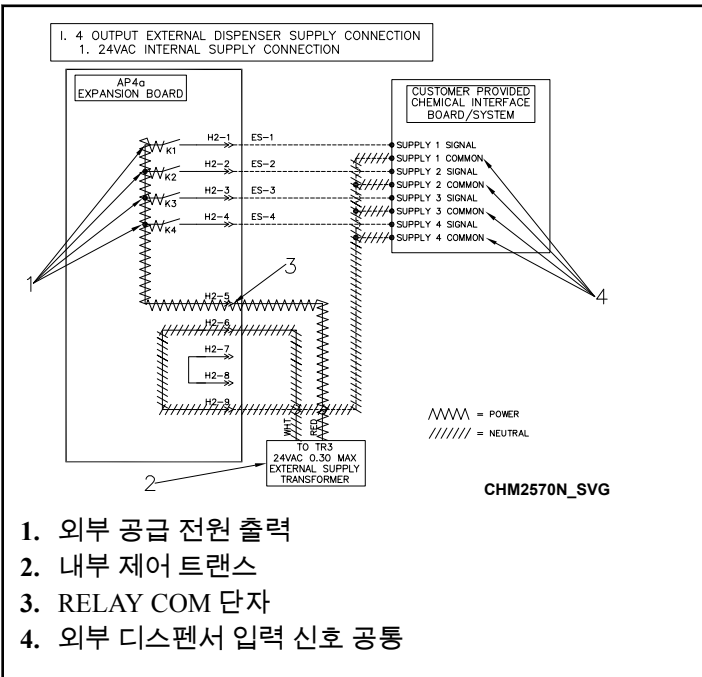 I. 4 OUTPUT EXTERNAL DISPENSER SUPPLY CONNECTION
1. 24VAC INTERNAL SUPPLY CONNECTION
AP4a
EXPANSION BOARD
CUSTOMER PROVIDED
CHEMICAL INTERFACE
BOARD/SYSTEM
K1 H2-1 ES-1 SUPPLY 1 SIGNAL
SUPPLY 1 COMMON
K2 H2-2 ES-2 SUPPLY 2 SIGNAL
SUPPLY 2 COMMON
K3 H2-3 ES-3 SUPPLY 3 SIGNAL
SUPPLY 3 COMMON
K4 H2-4 ES-4 SUPPLY 4 SIGNAL
SUPPLY 4 COMMON
1
3
4
H2-5
H2-6
H2-7
H2-8
H2-9
WHT
RED
= POWER
= NEUTRAL
TO TR3
24VAC 0.30 MAX
EXTERNAL SUPPLY
TRANSFORMER
2
CHM2570N_SVG
1. 외부 공급 전원 출력
2. 내부 제어 트랜스
3. RELAY COM 단자
4. 외부 디스펜서 입력 신호 공통